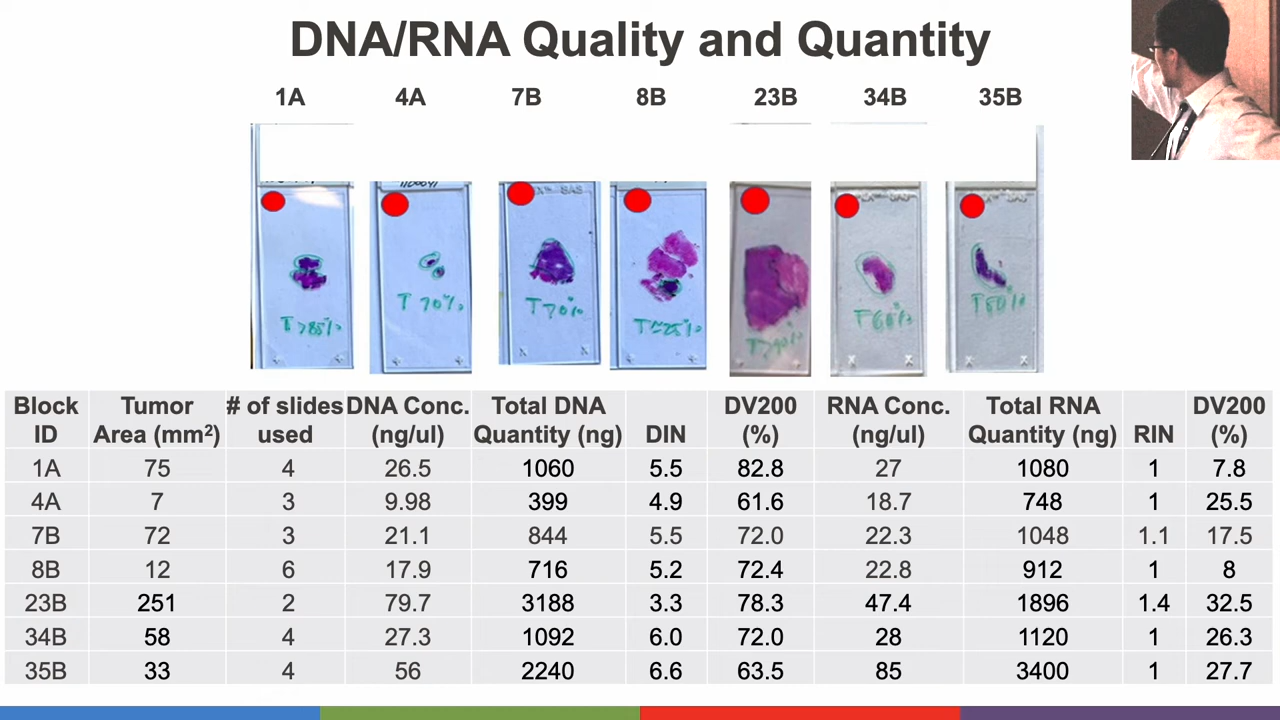 DNA/RNA Quality and Quantity
1A 4A 7B 8B 23B 34B 35B
T >85% T 70% T 70% T ~25% T >90% T 60% T 60%
Block ID Tumor Area (mm²) # of slides used DNA Conc. (ng/ul) Total DNA Quantity (ng) DIN DV200 (%) RNA Conc. (ng/ul) Total RNA Quantity (ng) RIN DV200 (%)
1A 75 4 26.5 1060 5.5 82.8 27 1080 1 7.8
4A 7 3 9.98 399 4.9 61.6 18.7 748 1 25.5
7B 72 3 21.1 844 5.5 72.0 22.3 1048 1.1 17.5
8B 12 6 17.9 716 5.2 72.4 22.8 912 1 8
23B 251 2 79.7 3188 3.3 78.3 47.4 1896 1.4 32.5
34B 58 4 27.3 1092 6.0 72.0 28 1120 1 26.3
35B 33 4 56 2240 6.6 63.5 85 3400 1 27.7